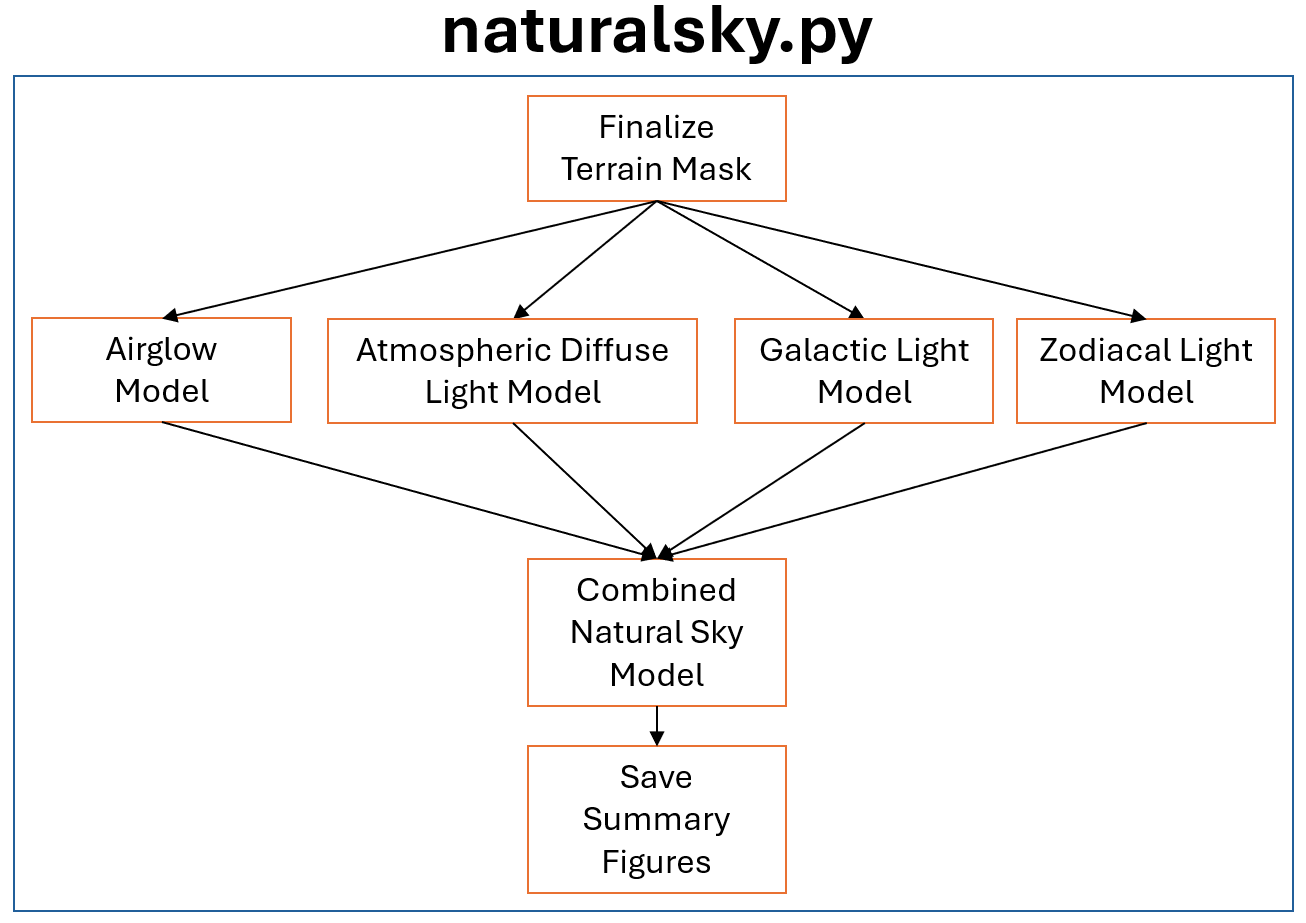 naturalsky.py
Finalize
Terrain Mask
Airglow
Model
Atmospheric Diffuse
Light Model
Galactic Light
Model
Zodiacal Light
Model
Combined
Natural Sky
Model
Save
Summary
Figures